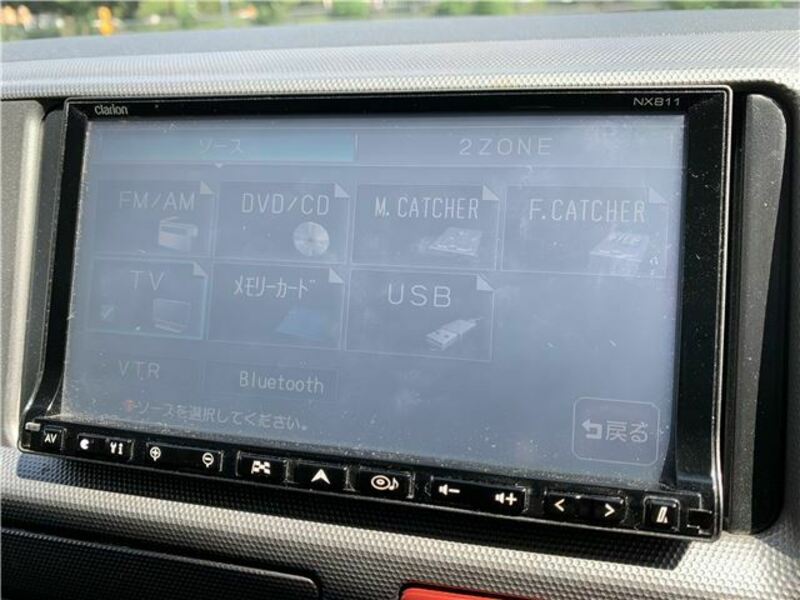 Clarion NX811
ソース 2ZONE
FM/AM DVD/CD M.CATCHER F.CATCHER
TV メモリーカード USB
VTR Bluetooth
ソースを選択してください。
戻る
AV